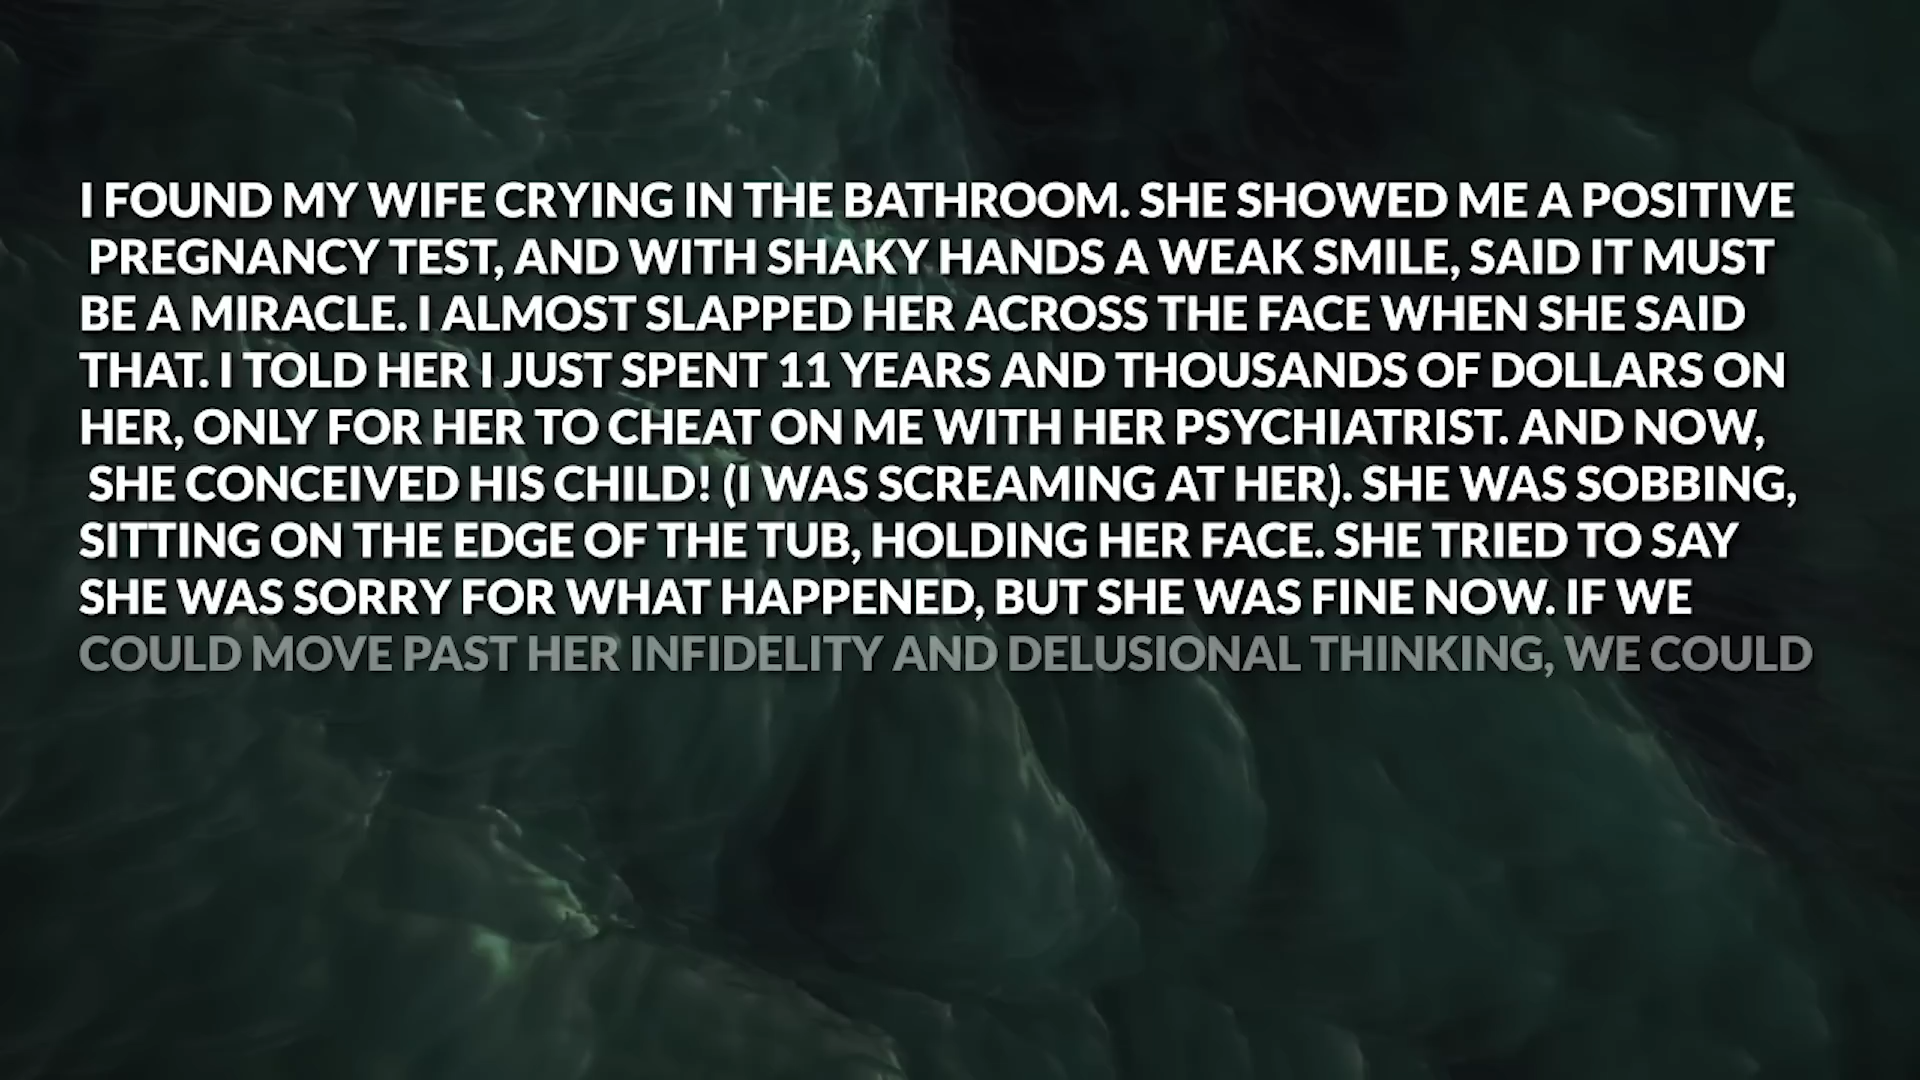 I FOUND MY WIFE CRYING IN THE BATHROOM. SHE SHOWED ME A POSITIVE
PREGNANCY TEST, AND WITH SHAKY HANDS A WEAK SMILE, SAID IT MUST
BE A MIRACLE. I ALMOST SLAPPED HER ACROSS THE FACE WHEN SHE SAID
THAT. I TOLD HER I JUST SPENT 11 YEARS AND THOUSANDS OF DOLLARS ON
HER, ONLY FOR HER TO CHEAT ON ME WITH HER PSYCHIATRIST. AND NOW,
SHE CONCEIVED HIS CHILD! (I WAS SCREAMING AT HER). SHE WAS SOBBING,
SITTING ON THE EDGE OF THE TUB, HOLDING HER FACE. SHE TRIED TO SAY
SHE WAS SORRY FOR WHAT HAPPENED, BUT SHE WAS FINE NOW. IF WE
COULD MOVE PAST HER INFIDELITY AND DELUSIONAL THINKING, WE COULD